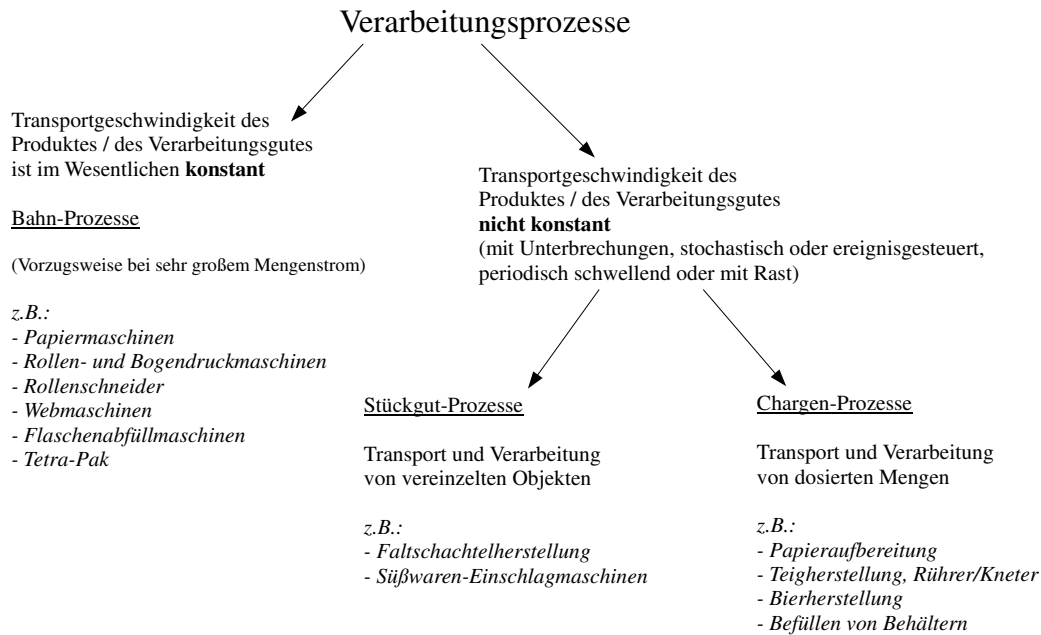 Verarbeitungsprozesse
Transportgeschwindigkeit des
Produktes / des Verarbeitungsgutes
ist im Wesentlichen konstant
Bahn-Prozesse
(Vorzugsweise bei sehr großem Mengenstrom)
z.B.:
- Papiermaschinen
- Rollen- und Bogendruckmaschinen
- Rollenschneider
- Webmaschinen
- Flaschenabfüllmaschinen
- Tetra-Pak
Transportgeschwindigkeit des
Produktes / des Verarbeitungsgutes
nicht konstant
(mit Unterbrechungen, stochastisch oder ereignisgesteuert,
periodisch schwellend oder mit Rast)
Stückgut-Prozesse
Transport und Verarbeitung
von vereinzelten Objekten
z.B.:
- Faltschachtelherstellung
- Süßwaren-Einschlagmaschinen
Chargen-Prozesse
Transport und Verarbeitung
von dosierten Mengen
z.B.:
- Papieraufbereitung
- Teigherstellung, Rührer/Kneter
- Bierherstellung
- Befüllen von Behältern